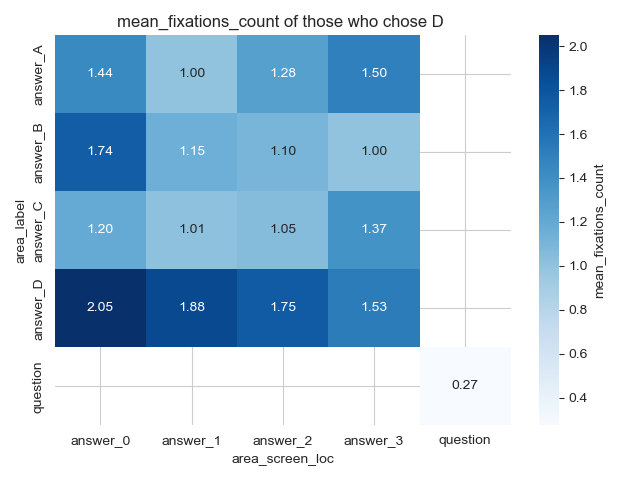 mean_fixations_count of those who chose D
area_label
answer_A
1.44 1.00 1.28 1.50
answer_B
1.74 1.15 1.10 1.00
answer_C
1.20 1.01 1.05 1.37
answer_D
2.05 1.88 1.75 1.53
question
0.27
answer_0 answer_1 answer_2 answer_3 question
area_screen_loc
2.0
1.8
1.6
1.4
1.2
1.0
0.8
0.6
0.4
mean_fixations_count